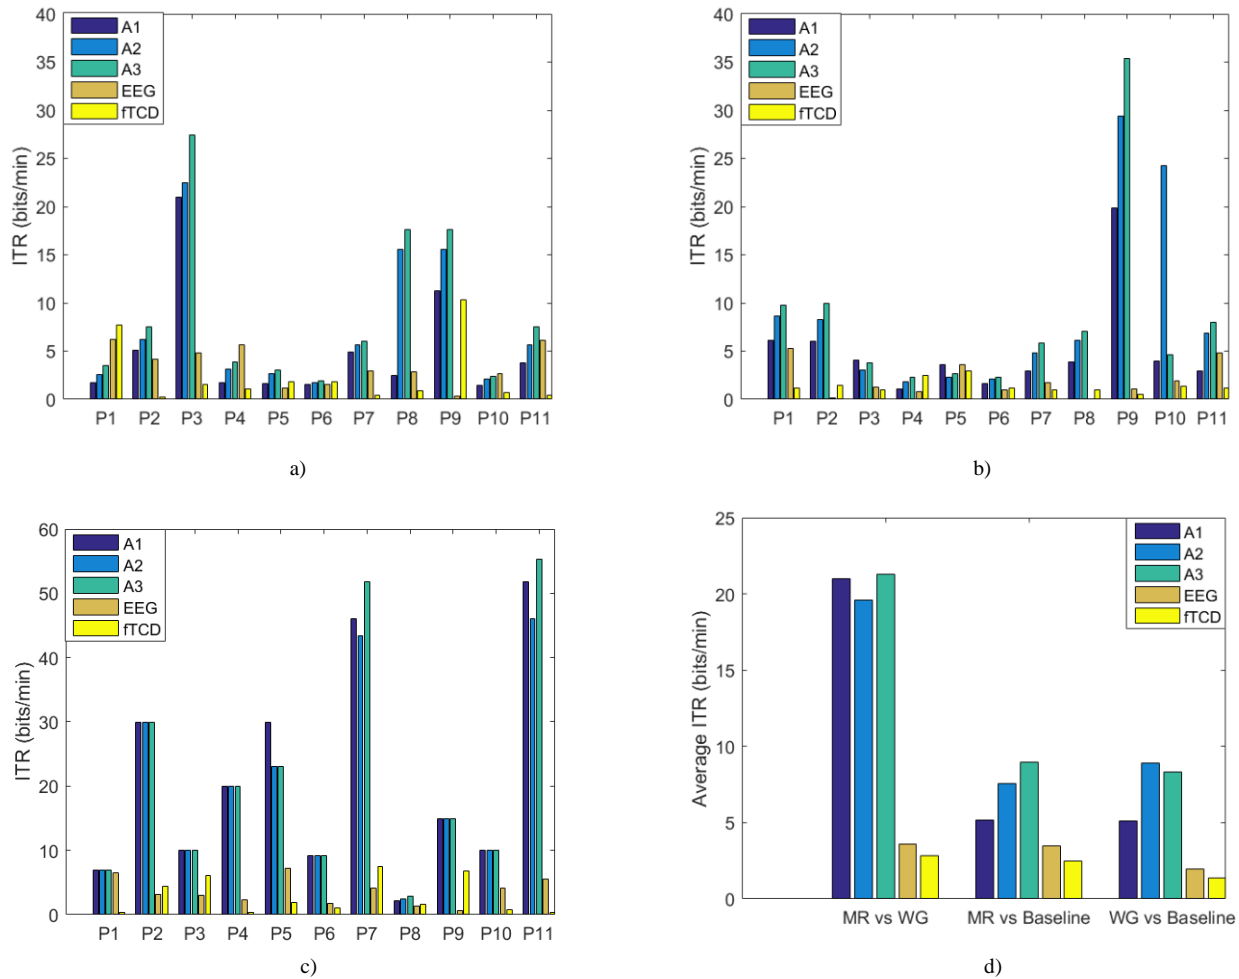 40
35
30
25
20
15
10
5
0
ITR (bits/min)
A1
A2
A3
EEG
fTCD
P1 P2 P3 P4 P5 P6 P7 P8 P9 P10 P11
a)
40
35
30
25
20
15
10
5
0
ITR (bits/min)
A1
A2
A3
EEG
fTCD
P1 P2 P3 P4 P5 P6 P7 P8 P9 P10 P11
b)
60
50
40
30
20
10
0
ITR (bits/min)
A1
A2
A3
EEG
fTCD
P1 P2 P3 P4 P5 P6 P7 P8 P9 P10 P11
c)
25
20
15
10
5
0
Average ITR (bits/min)
A1
A2
A3
EEG
fTCD
MR vs WG MR vs Baseline WG vs Baseline
d)